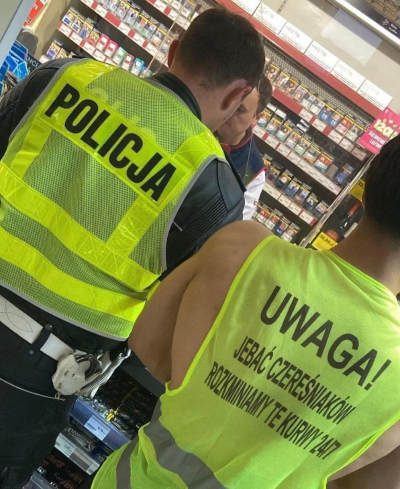 POLICJA
UWAGA!
JEBAĆ CZEREŚNIAKÓW
ROZKMINIAMY TE KURWY 24/7